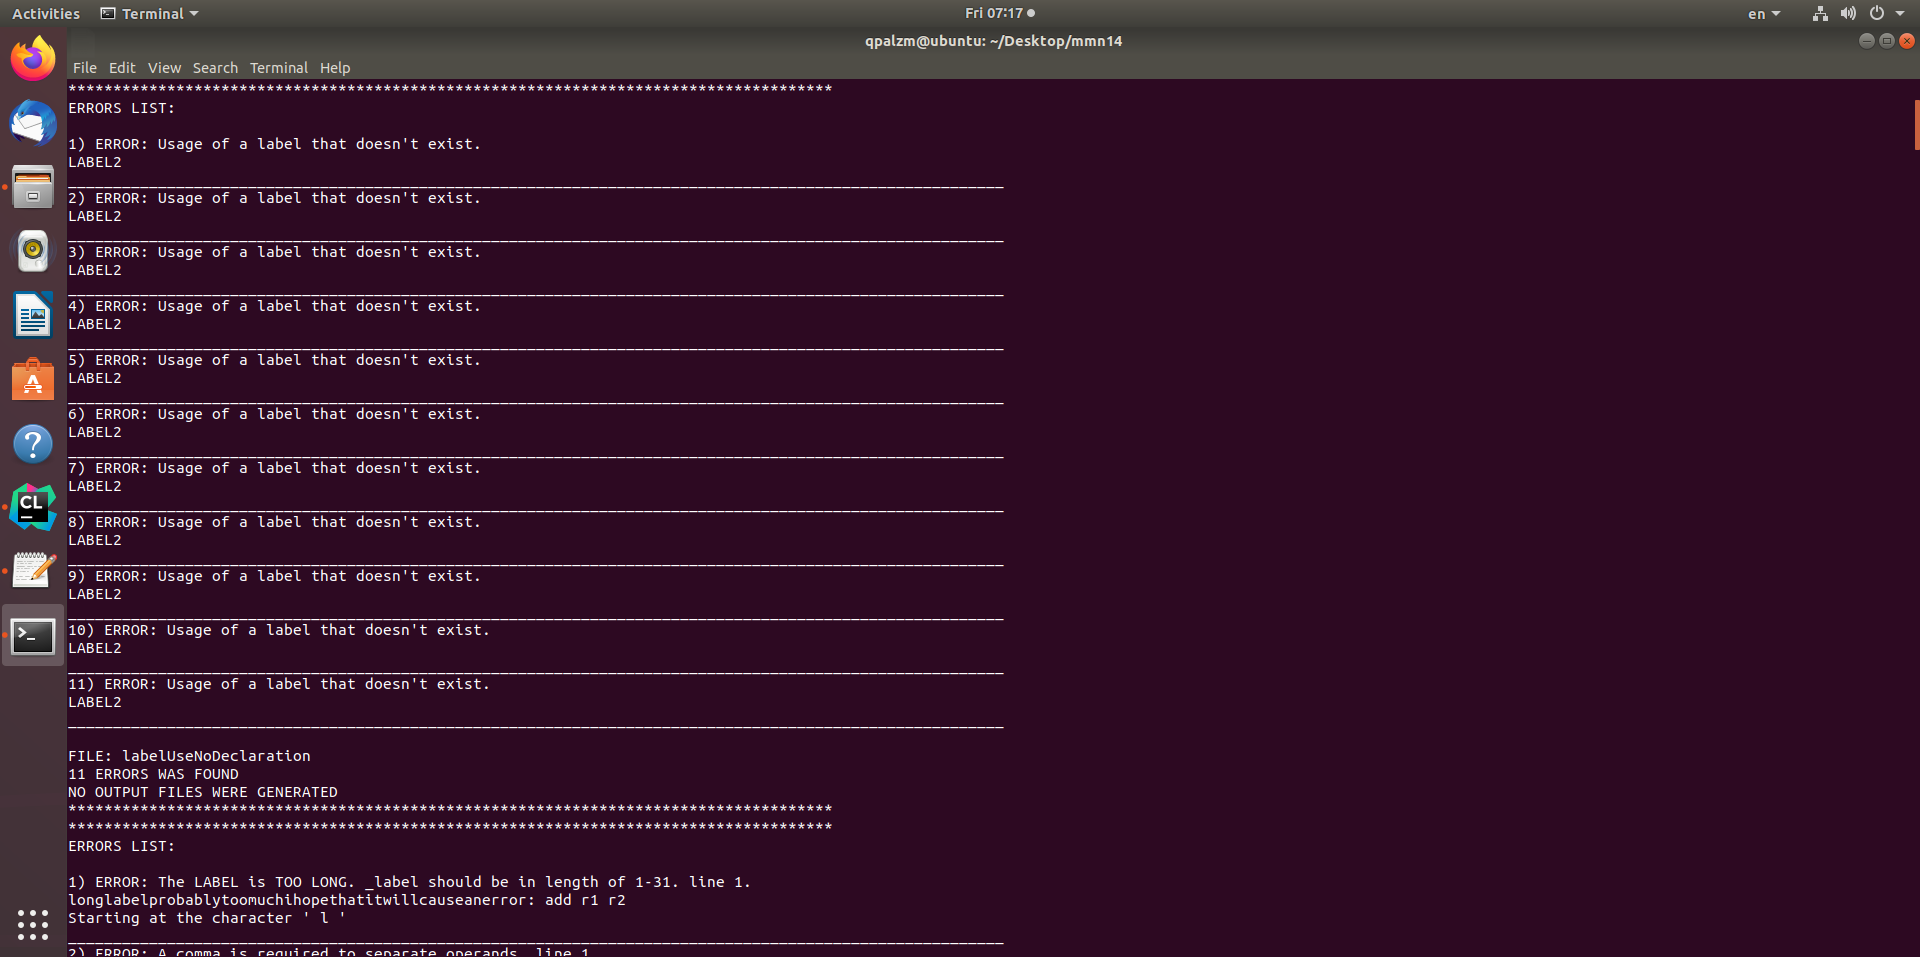 Activities Terminal Fri 07:17 en
qpalzm@ubuntu: ~/Desktop/mmn14
File Edit View Search Terminal Help
*************************************************************************************
ERRORS LIST:
1) ERROR: Usage of a label that doesn't exist.
LABEL2
________________________________________________________________________________________________________
2) ERROR: Usage of a label that doesn't exist.
LABEL2
________________________________________________________________________________________________________
3) ERROR: Usage of a label that doesn't exist.
LABEL2
________________________________________________________________________________________________________
4) ERROR: Usage of a label that doesn't exist.
LABEL2
________________________________________________________________________________________________________
5) ERROR: Usage of a label that doesn't exist.
LABEL2
________________________________________________________________________________________________________
6) ERROR: Usage of a label that doesn't exist.
LABEL2
________________________________________________________________________________________________________
7) ERROR: Usage of a label that doesn't exist.
LABEL2
________________________________________________________________________________________________________
8) ERROR: Usage of a label that doesn't exist.
LABEL2
________________________________________________________________________________________________________
9) ERROR: Usage of a label that doesn't exist.
LABEL2
________________________________________________________________________________________________________
10) ERROR: Usage of a label that doesn't exist.
LABEL2
________________________________________________________________________________________________________
11) ERROR: Usage of a label that doesn't exist.
LABEL2
________________________________________________________________________________________________________
FILE: labelUseNoDeclaration
11 ERRORS WAS FOUND
NO OUTPUT FILES WERE GENERATED
*************************************************************************************
*************************************************************************************
ERRORS LIST:
1) ERROR: The LABEL is TOO LONG. _label should be in length of 1-31. line 1.
longlabelprobablytoomuchihopethatitwillcauseanerror: add r1 r2
Starting at the character ' l '
________________________________________________________________________________________________________
2) ERROR: A comma is required to separate operands. line 1
CL